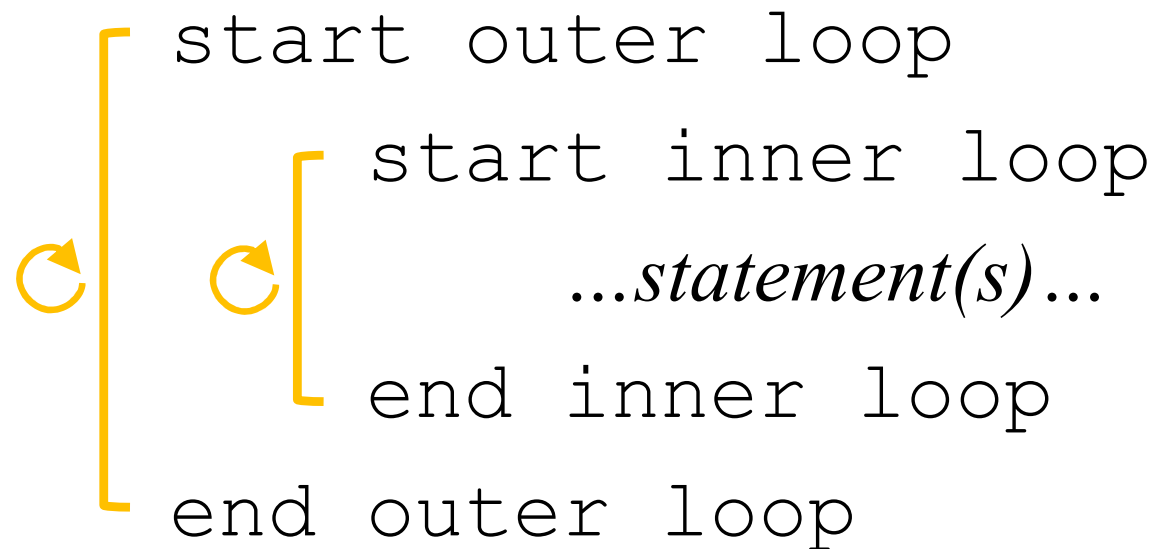 start outer loop
start inner loop
...statement(s)...
end inner loop
end outer loop